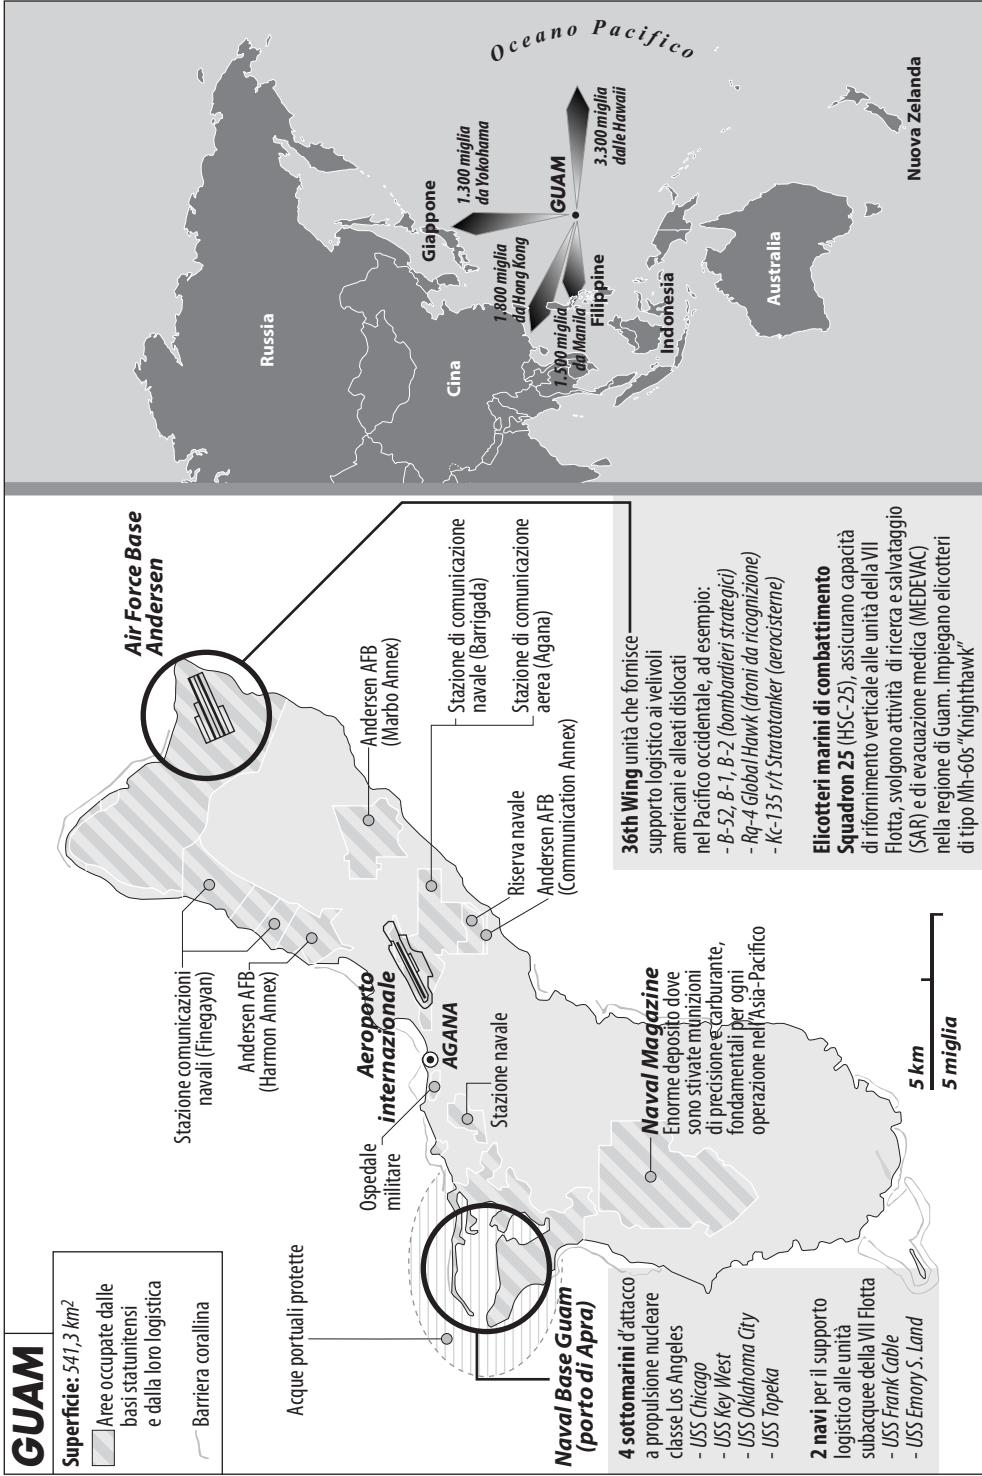 GUAM
Superficie: 541,3 km2
Aree occupate dalle
basi statunitensi
e dalla loro logistica
Barriera corallina
Acque portuali protette
Naval Base Guam
(porto di Apra)
4 sottomarini d'attacco
a propulsione nucleare
classe Los Angeles
- USS Chicago
- USS Key West
- USS Oklahoma City
- USS Topeka
2 navi per il supporto
logistico alle unità
subacquee della VII Flotta
- USS Frank Cable
- USS Emory S. Land
Stazione comunicazioni
navali (Finegayan)
Andersen AFB
(Harmon Annex)
Ospedale
militare
Aeroporto
internazionale
AGANA
Stazione navale
Naval Magazine
Enorme deposito dove
sono stivate munizioni
di precisione e carburante,
fondamentali per ogni
operazione nell'Asia-Pacifico
5 km
5 miglia
Air Force Base
Andersen
Andersen AFB
(Marbo Annex)
Stazione di comunicazione
navale (Barrigada)
Stazione di comunicazione
aerea (Agana)
Riserva navale
Andersen AFB
(Communication Annex)
36th Wing unità che fornisce
supporto logistico ai velivoli
americani e alleati dislocati
nel Pacifico occidentale, ad esempio:
- B-52, B-1, B-2 (bombardieri strategici)
- Rq-4 Global Hawk (droni da ricognizione)
- Kc-135 r/t Stratotanker (aerocisterne)
Elicotteri marini di combattimento
Squadron 25 (HSC-25), assicurano capacità
di rifornimento verticale alle unità della VII
Flotta, svolgono attività di ricerca e salvataggio
(SAR) e di evacuazione medica (MEDEVAC)
nella regione di Guam. Impiegano elicotteri
di tipo Mh-60s "Knighthawk"
Oceano Pacifico
Russia
Cina
Giappone
1.300 miglia
da Yokohama
1.800 miglia
da Hong Kong
GUAM
3.300 miglia
dalle Hawaii
1.500 miglia
da Manila
Filippine
Indonesia
Australia
Nuova Zelanda